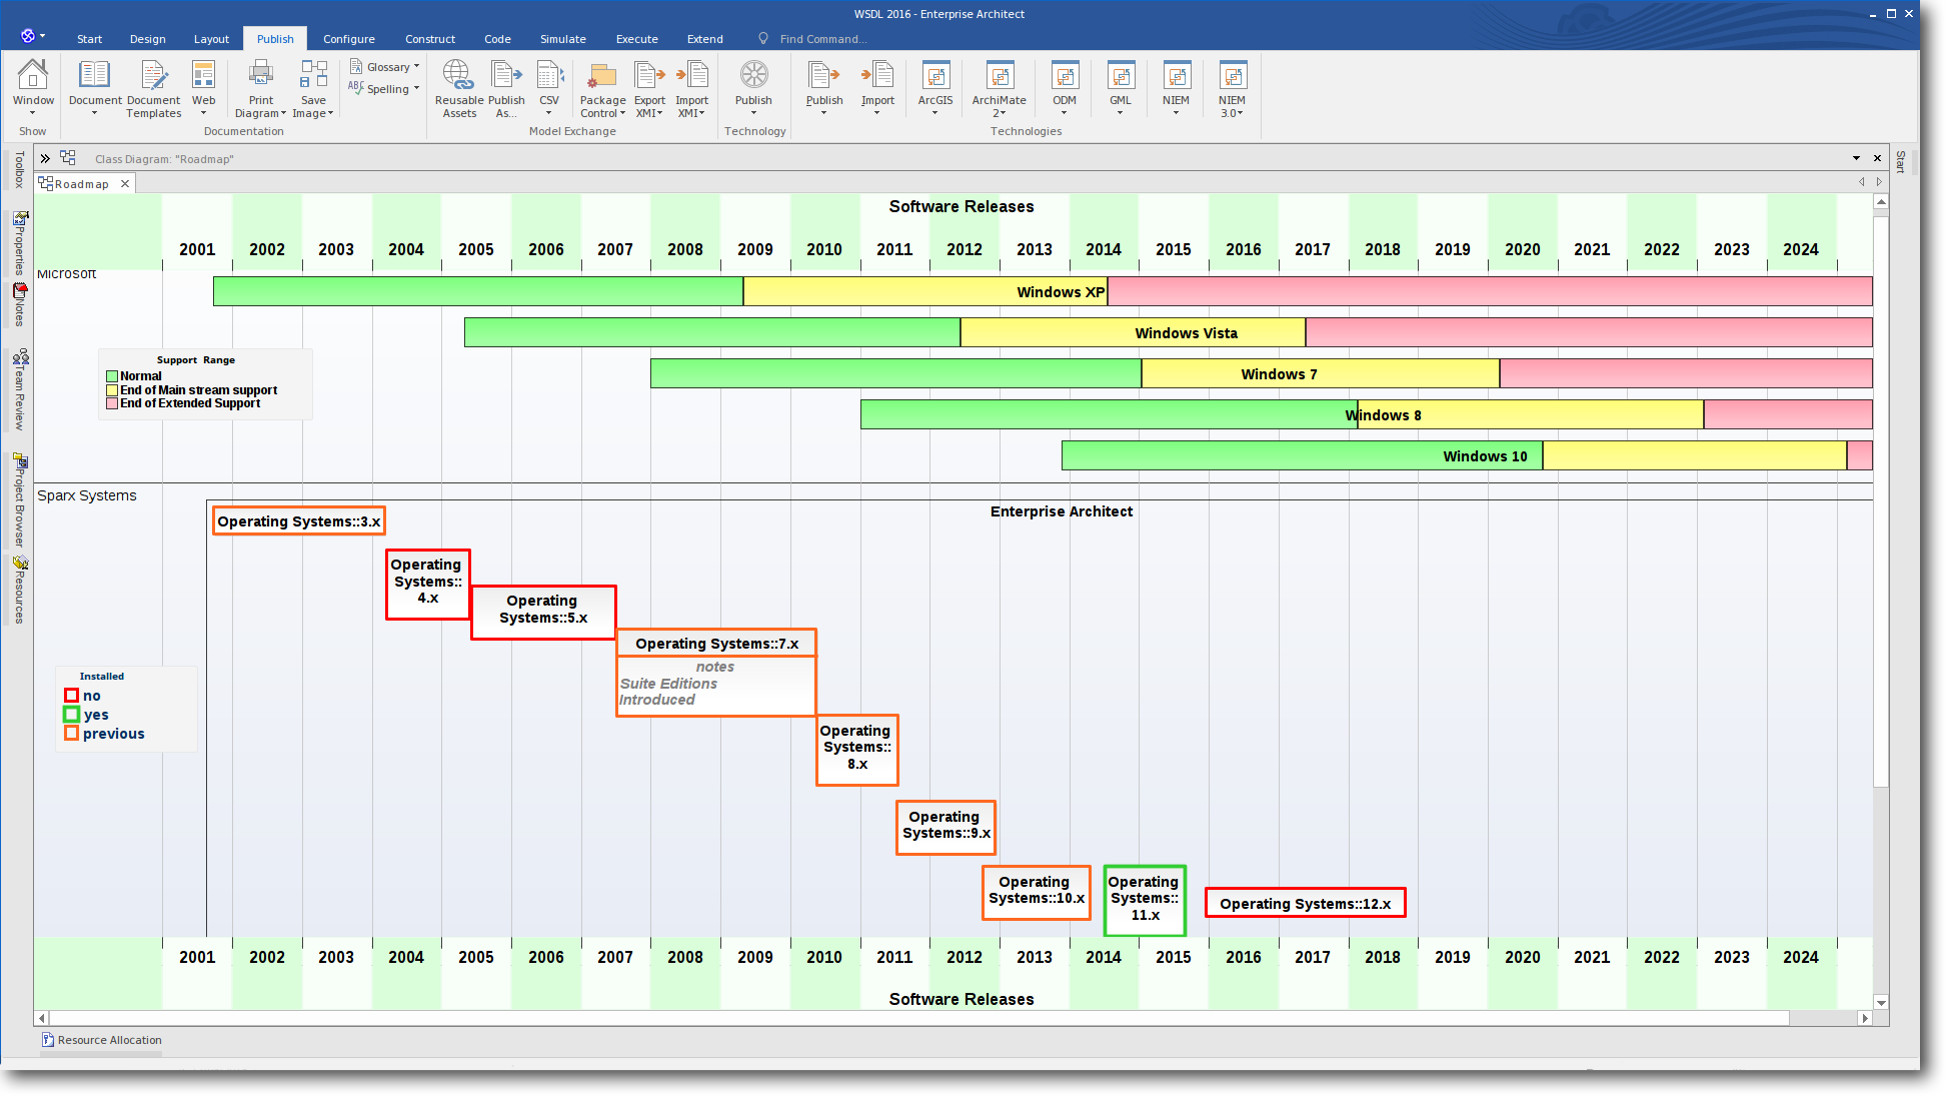 WSDL 2016 - Enterprise Architect
Start Design Layout Publish Configure Construct Code Simulate Execute Extend Find Command...
Window Document Document Templates Web Print Diagram Save Image Glossary Spelling Reusable Assets Publish As... CSV Package Control Export XMI Import XMI Publish Publish Import ArcGIS ArchiMate 2 ODM GML NIEM NIEM 3.0
ABC
Show Documentation Model Exchange Technology Technologies
Toolbox
Properties
Notes
Team Review
Project Browser
Resources
Start
Class Diagram: "Roadmap"
Roadmap
Software Releases
2001 2002 2003 2004 2005 2006 2007 2008 2009 2010 2011 2012 2013 2014 2015 2016 2017 2018 2019 2020 2021 2022 2023 2024
Microsoft
Windows XP
Windows Vista
Support Range
Normal
End of Main stream support
End of Extended Support
Windows 7
Windows 8
Windows 10
Sparx Systems
Enterprise Architect
Operating Systems::3.x
Operating
Systems::
4.x
Operating
Systems::5.x
Operating Systems::7.x
notes
Suite Editions
Introduced
Installed
no
yes
previous
Operating
Systems::
8.x
Operating
Systems::9.x
Operating
Systems::10.x
Operating
Systems::
11.x
Operating Systems::12.x
2001 2002 2003 2004 2005 2006 2007 2008 2009 2010 2011 2012 2013 2014 2015 2016 2017 2018 2019 2020 2021 2022 2023 2024
Software Releases
Resource Allocation